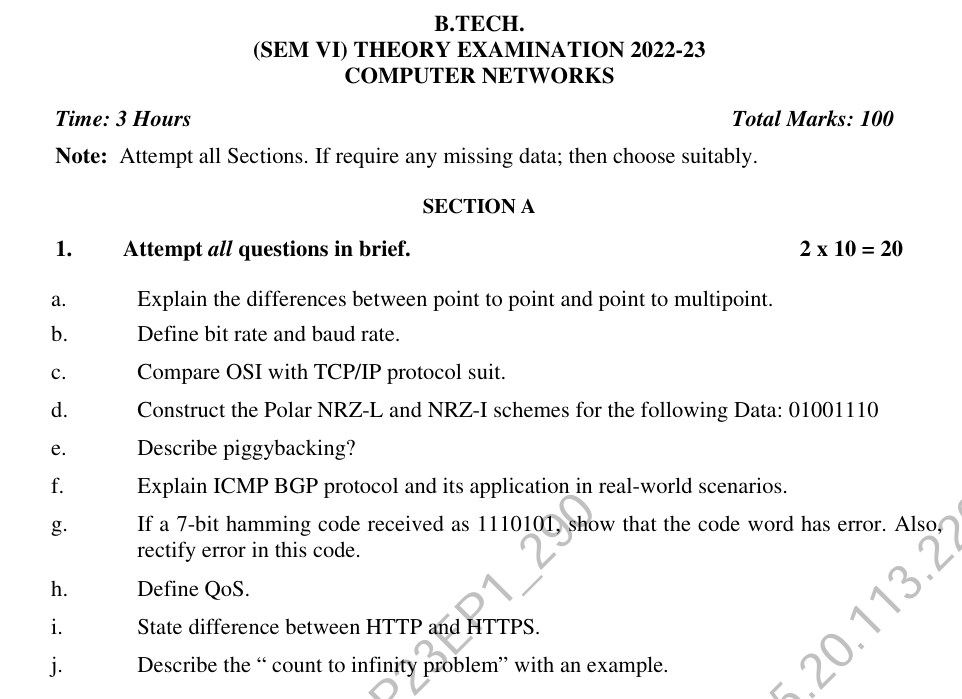 B.TECH.
(SEM VI) THEORY EXAMINATION 2022-23
COMPUTER NETWORKS
Time: 3 Hours Total Marks: 100
Note: Attempt all Sections. If require any missing data; then choose suitably.
SECTION A
1. Attempt all questions in brief. 2 x 10 = 20
a. Explain the differences between point to point and point to multipoint.
b. Define bit rate and baud rate.
c. Compare OSI with TCP/IP protocol suit.
d. Construct the Polar NRZ-L and NRZ-I schemes for the following Data: 01001110
e. Describe piggybacking?
f. Explain ICMP BGP protocol and its application in real-world scenarios.
g. If a 7-bit hamming code received as 1110101, show that the code word has error. Also,
rectify error in this code.
h. Define QoS.
i. State difference between HTTP and HTTPS.
j. Describe the “ count to infinity problem” with an example.
P23EP1_290
5.20.113.22